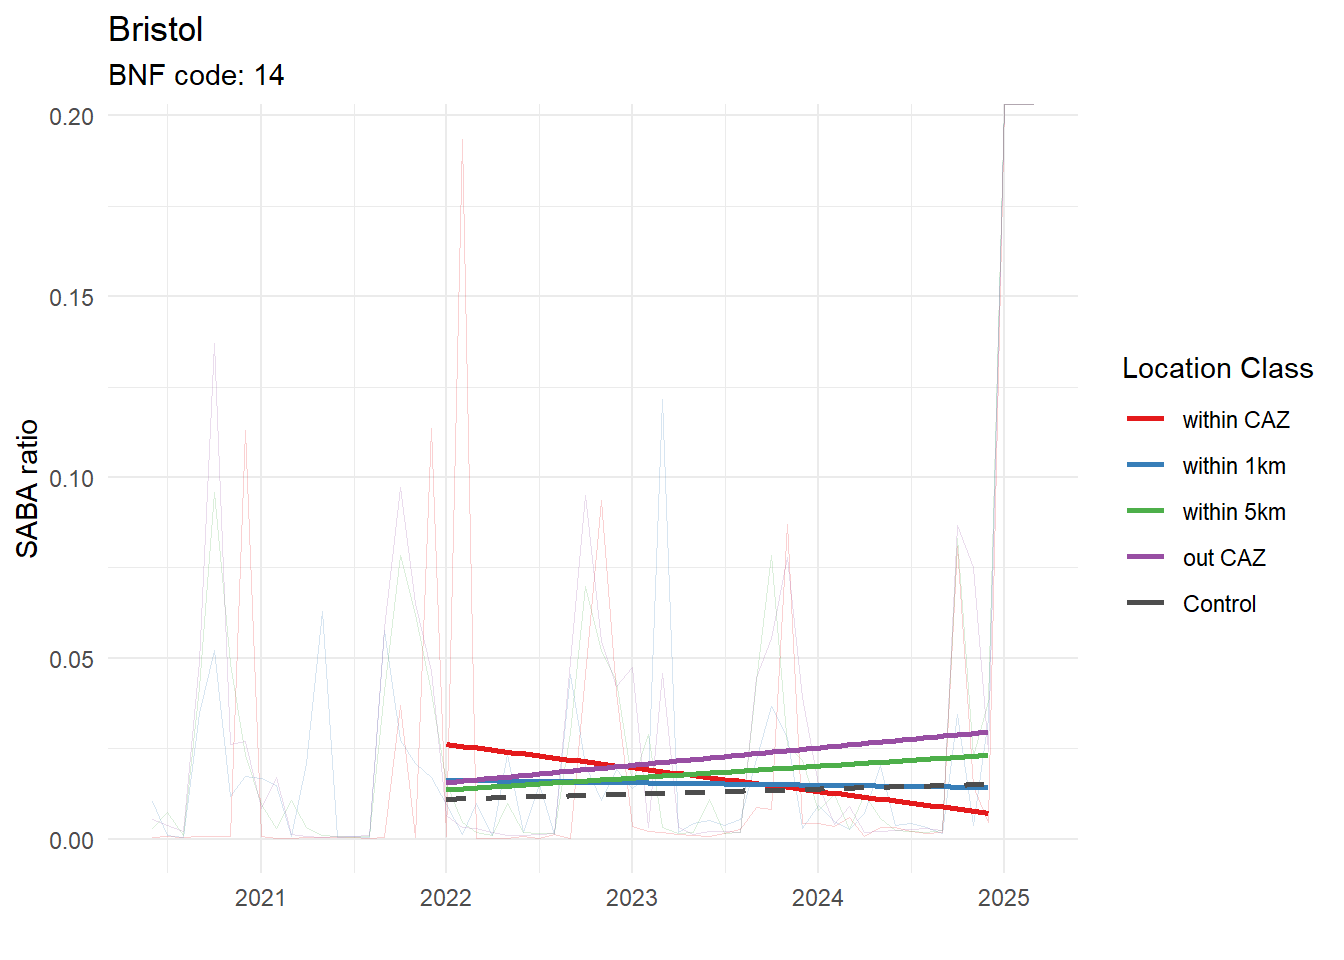 Bristol
BNF code: 14
0.20
0.15
0.10
0.05
0.00
SABA ratio
2021 2022 2023 2024 2025
Location Class
within CAZ
within 1km
within 5km
out CAZ
Control